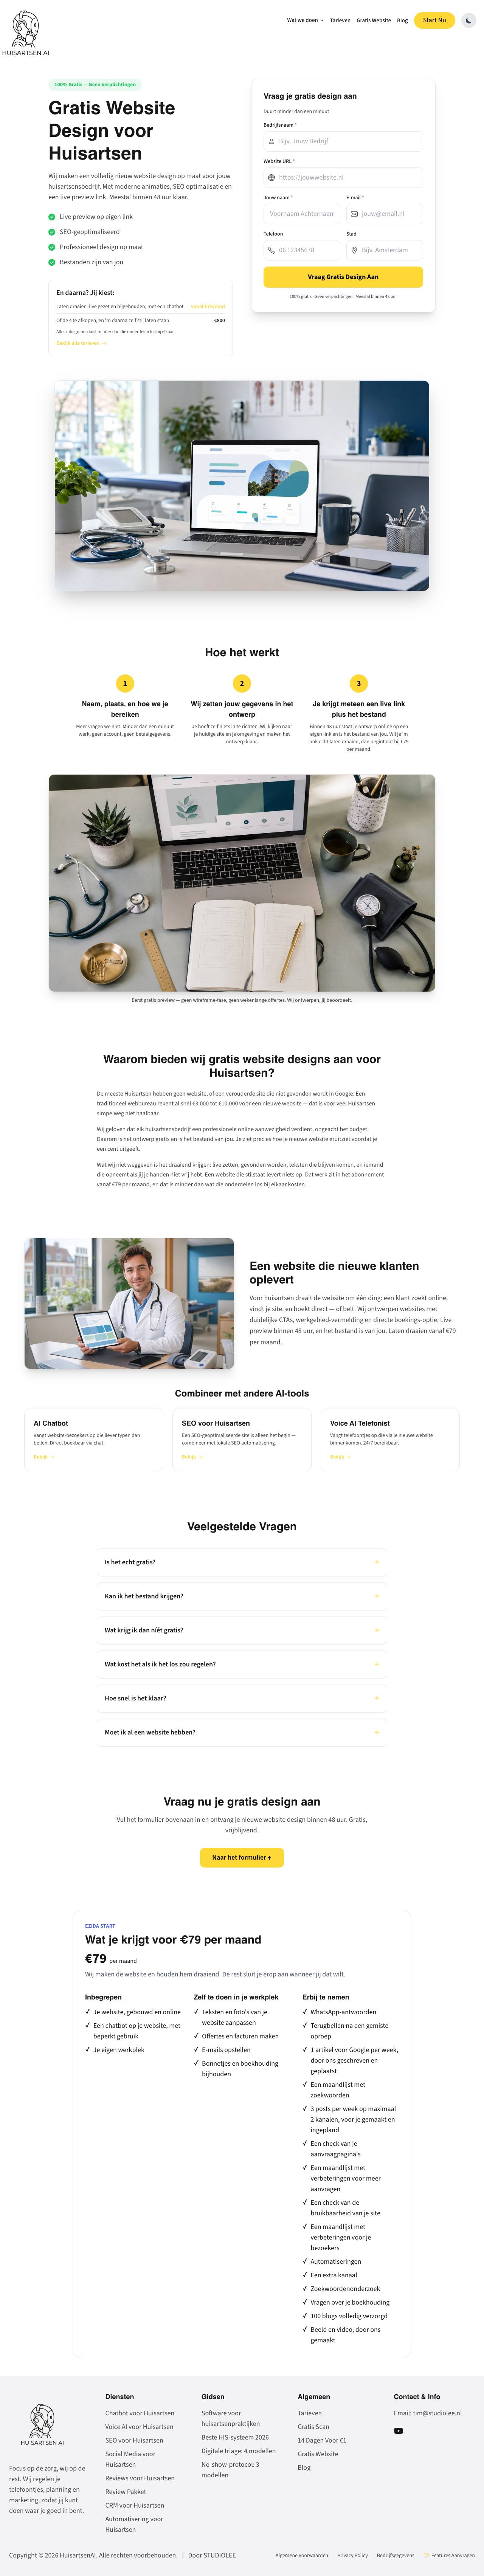 HUISARTSEN AI
Wat we doen
Tarieven
Gratis Website
Blog
Start Nu
100% Gratis — Geen Verplichtingen
Gratis Website
Design voor
Huisartsen
Wij maken een volledig nieuw website design op maat voor jouw
huisartsenbedrijf. Met moderne animaties, SEO optimalisatie en
een live preview. Meestal binnen 48 uur klaar.
Live preview op eigen link
SEO-geoptimaliseerd
Professioneel design op maat
Bestanden zijn van jou
En daarna? Jij kiest:
Laten draaien: live gezet en bijgehouden, met een chatbot
vanaf €79/mnd
Of de site afkopen, en 'm daarna zelf stil laten staan
€800
Alles inbegrepen kost minder dan die onderdelen los bij elkaar.
Bekijk alle tarieven →
Vraag je gratis design aan
Duurt minder dan een minuut
Bedrijfsnaam *
Bijv. Jouw Bedrijf
Website URL *
https://jouwwebsite.nl
Jouw naam *
E-mail *
Voornaam Achternaam
jouw@email.nl
Telefoon
Stad
06 12345678
Bijv. Amsterdam
Vraag Gratis Design Aan
100% gratis · Geen verplichtingen · Meestal binnen 48 uur
Hoe het werkt
1
Naam, plaats, en hoe we je
bereiken
Meer vragen we niet. Minder dan een minuut
werk, geen account, geen betaalgegevens.
2
Wij zetten jouw gegevens in het
ontwerp
Je hoeft zelf niets in te richten. Wij kijken naar
je huidige site en je omgeving en maken het
ontwerp klaar.
3
Je krijgt meteen een live link
plus het bestand
Binnen 48 uur staat je ontwerp online op een
eigen link en is het bestand van jou. Wil je 'm
ook echt laten draaien, dan begint dat bij €79
per maand.
Eerst gratis preview — geen wireframe-fase, geen wekenlange offertes. Wij ontwerpen, jij beoordeelt.
Waarom bieden wij gratis website designs aan voor
Huisartsen?
De meeste Huisartsen hebben geen website, of een verouderde site die niet gevonden wordt in Google. Een
traditioneel webbureau rekent al snel €3.000 tot €10.000 voor een nieuwe website — dat is voor veel Huisartsen
simpelweg niet haalbaar.
Wij geloven dat elk huisartsensbedrijf een professionele online aanwezigheid verdient, ongeacht het budget.
Daarom is het ontwerp gratis en is het bestand van jou. Je ziet precies hoe je nieuwe website eruitziet voordat je
een cent uitgeeft.
Wat wij niet weggeven is het draaiend krijgen: live zetten, gevonden worden, teksten die blijven komen, en iemand
die opneemt als jij je handen niet vrij hebt. Een website die stilstaat levert niets op. Dat werk zit in het abonnement
vanaf €79 per maand, en dat is minder dan wat die onderdelen los bij elkaar kosten.
Een website die nieuwe klanten
oplevert
Voor huisartsen draait de website om één ding: een klant zoekt online,
vindt je site, en boekt direct — of belt. Wij ontwerpen websites met
duidelijke CTAs, werkgebied-vermelding en directe boekings-optie. Live
preview binnen 48 uur, en het bestand is van jou. Laten draaien vanaf €79
per maand.
Combineer met andere AI-tools
AI Chatbot
Vangt website-bezoekers op die liever typen dan
bellen. Direct boekbaar via chat.
Bekijk →
SEO voor Huisartsen
Een SEO-geoptimaliseerde site is alleen het begin —
combineer met lokale SEO automatisering.
Bekijk →
Voice AI Telefonist
Vangt telefoontjes op die via je nieuwe website
binnenkomen. 24/7 bereikbaar.
Bekijk →
Veelgestelde Vragen
Is het echt gratis?
+
Kan ik het bestand krijgen?
+
Wat krijg ik dan níét gratis?
+
Wat kost het als ik het los zou regelen?
+
Hoe snel is het klaar?
+
Moet ik al een website hebben?
+
Vraag nu je gratis design aan
Vul het formulier bovenaan in en ontvang je nieuwe website design binnen 48 uur. Gratis,
vrijblijvend.
Naar het formulier ↑
EZIDA START
Wat je krijgt voor €79 per maand
€79 per maand
Wij maken de website en houden hem draaiend. De rest sluit je erop aan wanneer jij dat wilt.
Inbegrepen
✓ Je website, gebouwd en online
✓ Een chatbot op je website, met
beperkt gebruik
✓ Je eigen werkplek
Zelf te doen in je werkplek
✓ Teksten en foto's van je
website aanpassen
✓ Offertes en facturen maken
✓ E-mails opstellen
✓ Bonnetjes en boekhouding
bijhouden
Erbij te nemen
✓ WhatsApp-antwoorden
✓ Terugbellen na een gemiste
oproep
✓ 1 artikel voor Google per week,
door ons geschreven en
geplaatst
✓ Een maandlijst met
zoekwoorden
✓ 3 posts per week op maximaal
2 kanalen, voor je gemaakt en
ingepland
✓ Een check van je
aanvraagpagina's
✓ Een maandlijst met
verbeteringen voor meer
aanvragen
✓ Een check van de
bruikbaarheid van je site
✓ Een maandlijst met
verbeteringen voor je
bezoekers
✓ Automatiseringen
✓ Een extra kanaal
✓ Zoekwoordenonderzoek
✓ Vragen over je boekhouding
✓ 100 blogs volledig verzorgd
✓ Beeld en video, door ons
gemaakt
HUISARTSEN AI
Focus op de zorg, wij op de
rest. Wij regelen je
telefoontjes, planning en
marketing, zodat jij kunt
doen waar je goed in bent.
Diensten
Chatbot voor Huisartsen
Voice AI voor Huisartsen
SEO voor Huisartsen
Social Media voor
Huisartsen
Reviews voor Huisartsen
Review Pakket
CRM voor Huisartsen
Automatisering voor
Huisartsen
Gidsen
Software voor
huisartsenpraktijken
Beste HIS-systeem 2026
Digitale triage: 4 modellen
No-show-protocol: 3
modellen
Algemeen
Tarieven
Gratis Scan
14 Dagen Voor €1
Gratis Website
Blog
Contact & Info
Email: tim@studiolee.nl
Copyright © 2026 HuisartsenAI. Alle rechten voorbehouden. | Door STUDIOLEE
Algemene Voorwaarden
Privacy Policy
Bedrijfsgegevens
✨ Features Aanvragen